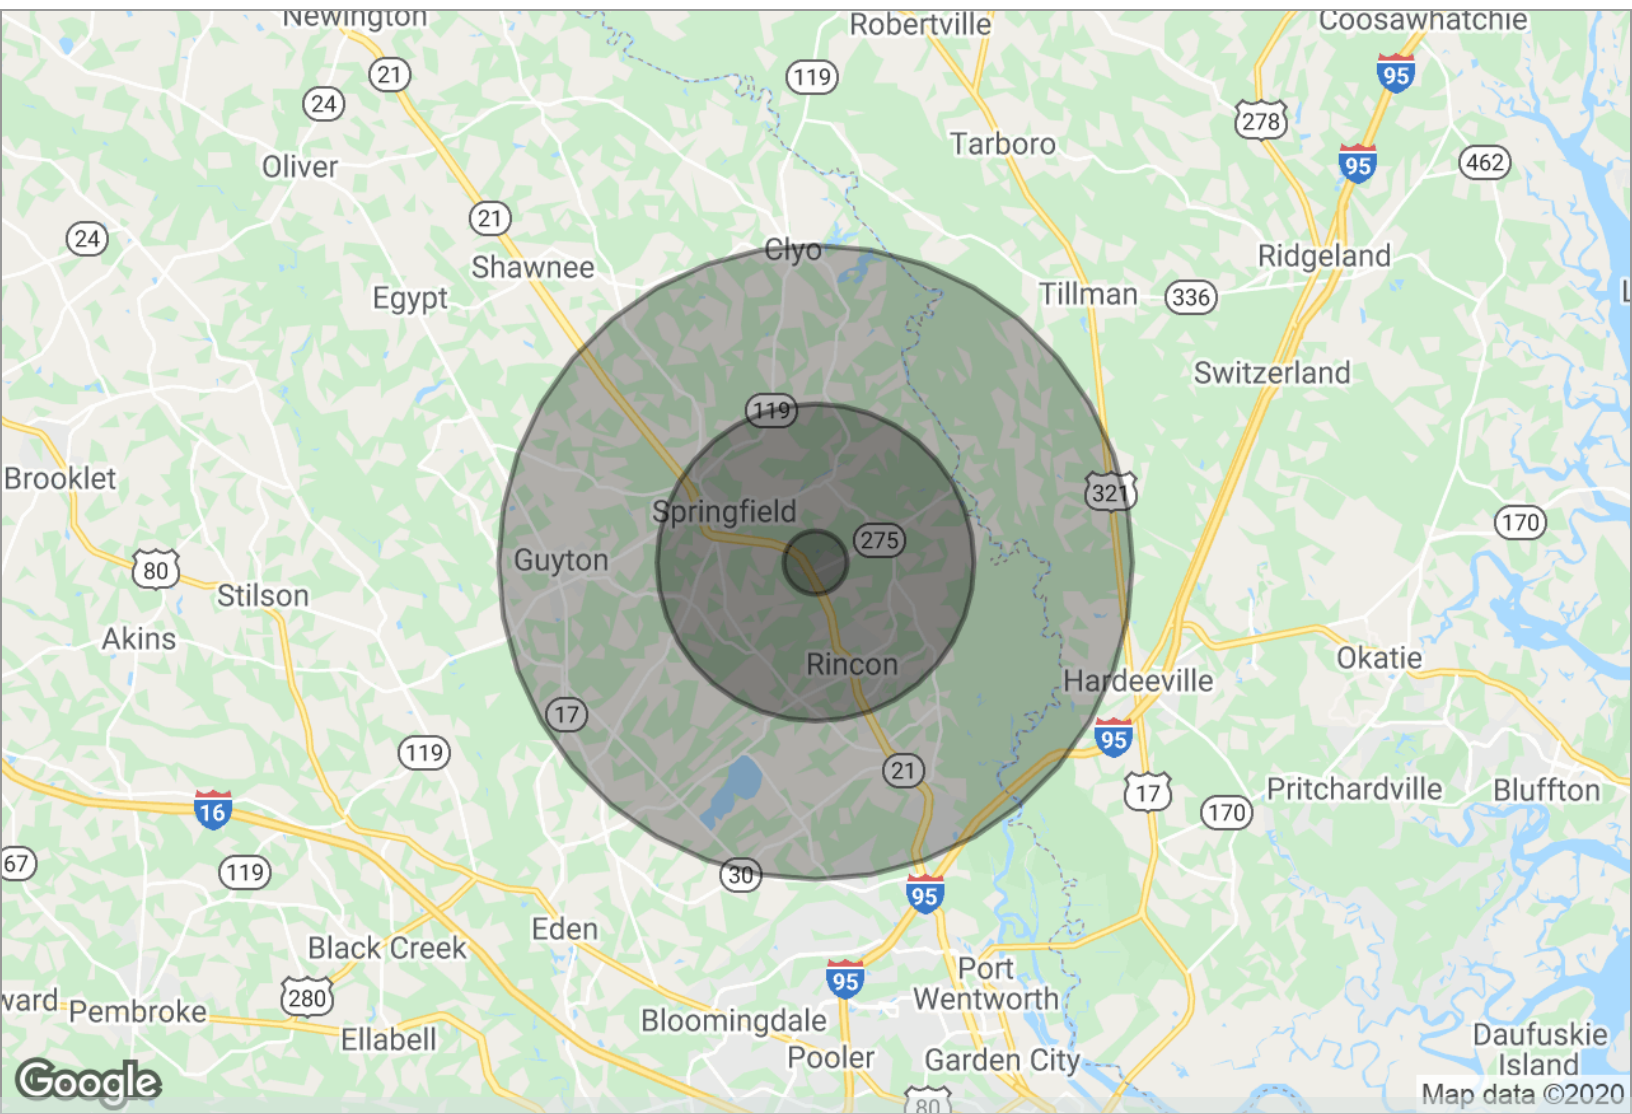 Newington
Robertville
Coosawhatchie
21
119
95
24
278
Tarboro
95
462
Oliver
21
24
Clyo
Ridgeland
Shawnee
Egypt
Tillman
336
L
Switzerland
119
Brooklet
321
Springfield
170
275
Guyton
80
Stilson
Akins
Rincon
Okatie
Hardeeville
17
95
119
21
17
Pritchardville
Bluffton
16
170
67
119
30
95
Eden
Black Creek
Port
Wentworth
95
280
ward
Pembroke
Bloomingdale
Ellabell
Pooler
Garden City
Daufuskie
Island
Google
80
Map data ©2020